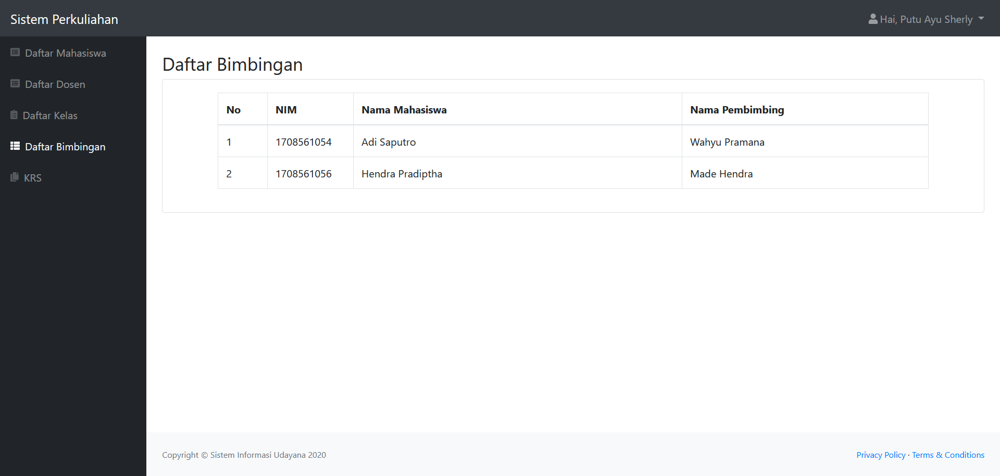 Sistem Perkuliahan
Hai, Putu Ayu Sherly
Daftar Mahasiswa
Daftar Dosen
Daftar Kelas
Daftar Bimbingan
KRS
Daftar Bimbingan
No NIM Nama Mahasiswa Nama Pembimbing
1 1708561054 Adi Saputro Wahyu Pramana
2 1708561056 Hendra Pradiptha Made Hendra
Copyright © Sistem Informasi Udayana 2020
Privacy Policy · Terms & Conditions